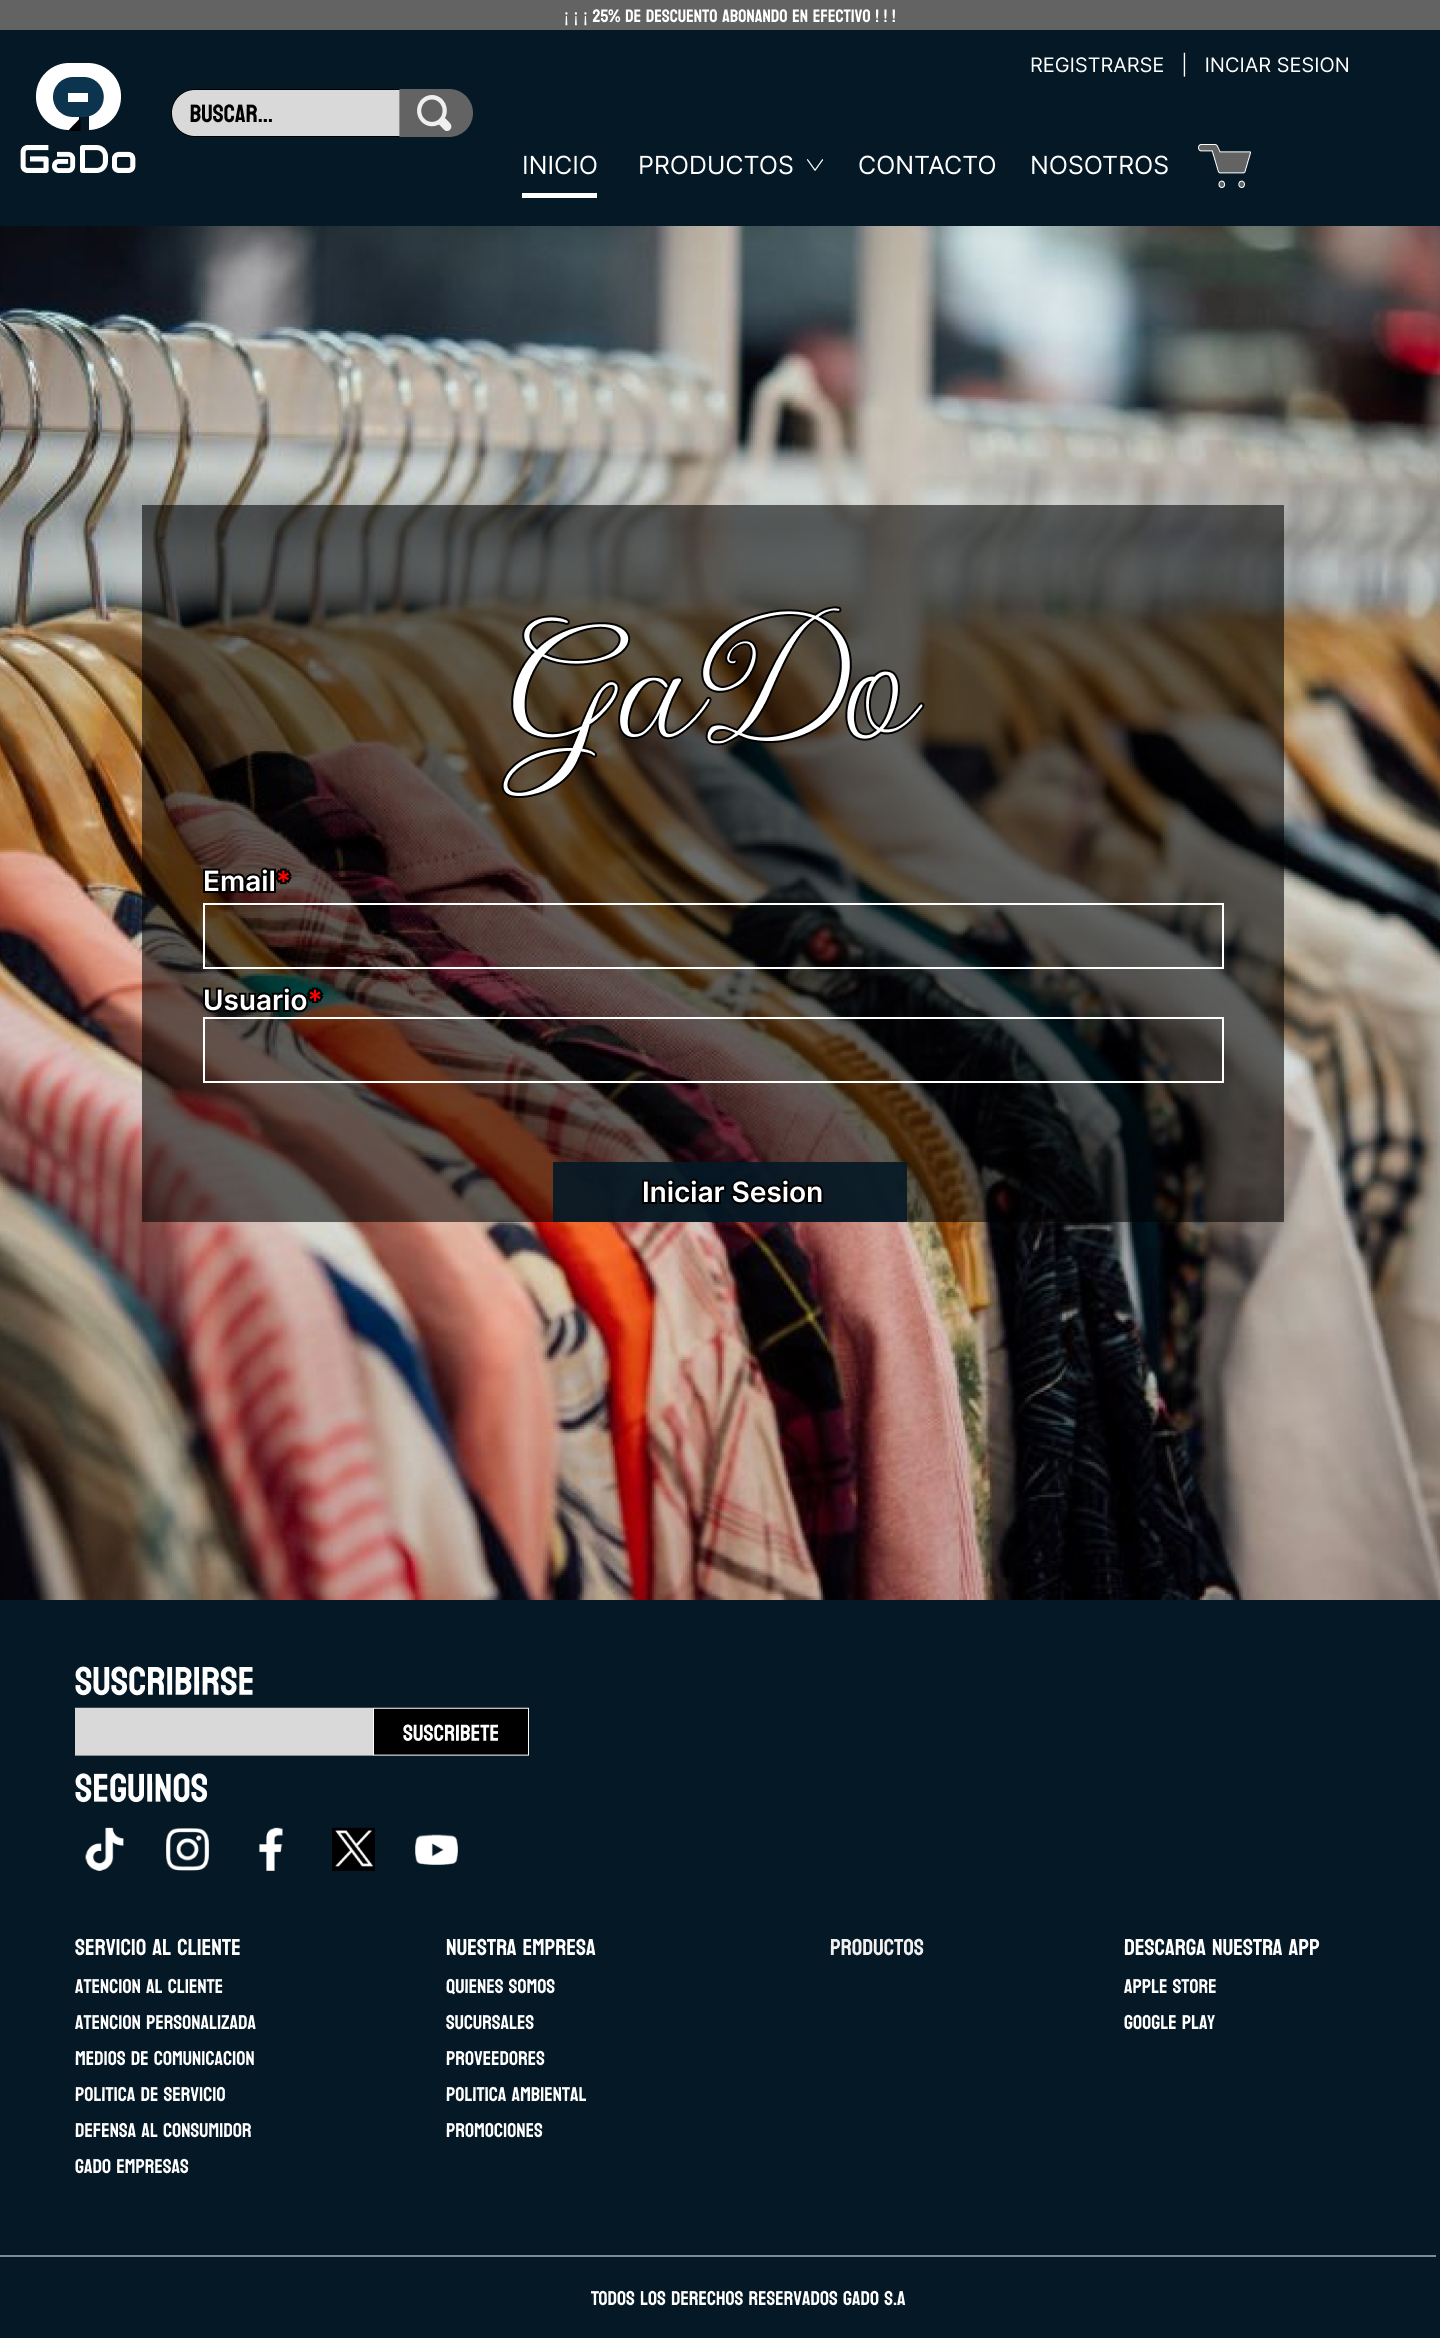 ¡ ¡ ¡ 25% DE DESCUENTO ABONANDO EN EFECTIVO ! ! !
REGISTRARSE | INCIAR SESION
GaDo
BUSCAR...
INICIO PRODUCTOS CONTACTO NOSOTROS
GaDo
Email*
Usuario*
Iniciar Sesion
SUSCRIBIRSE
SUSCRIBETE
SEGUINOS
SERVICIO AL CLIENTE
ATENCION AL CLIENTE
ATENCION PERSONALIZADA
MEDIOS DE COMUNICACION
POLITICA DE SERVICIO
DEFENSA AL CONSUMIDOR
GADO EMPRESAS
NUESTRA EMPRESA
QUIENES SOMOS
SUCURSALES
PROVEEDORES
POLITICA AMBIENTAL
PROMOCIONES
PRODUCTOS
DESCARGA NUESTRA APP
APPLE STORE
GOOGLE PLAY
TODOS LOS DERECHOS RESERVADOS GADO S.A